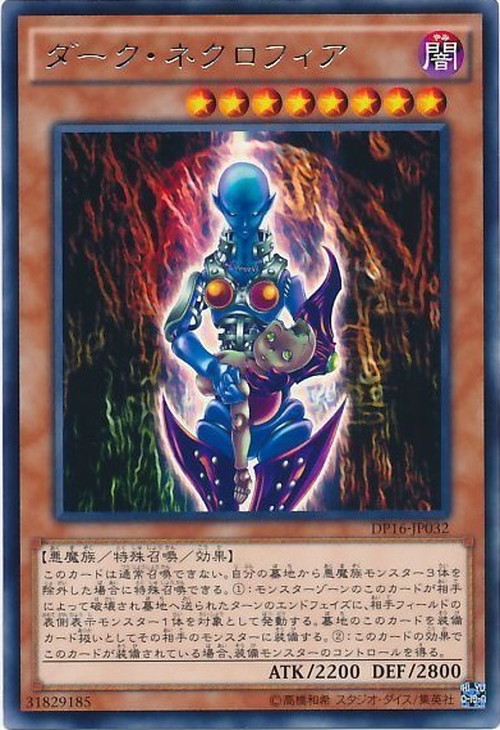 ダーク・ネクロフィア
闇
DP16-JP032
【悪魔族／特殊召喚／効果】
このカードは通常召喚できない。自分の墓地から悪魔族モンスター３体を
除外した場合に特殊召喚できる。①：モンスターゾーンのこのカードが相手
によって破壊され墓地へ送られたターンのエンドフェイズに、相手フィールドの
表側表示モンスター１体を対象として発動する。墓地のこのカードを装備
カード扱いとしてその相手のモンスターに装備する。②：このカードの効果で
このカードが装備されている場合、装備モンスターのコントロールを得る。
ATK/2200 DEF/2800
31829185
©高橋和希 スタジオ・ダイス/集英社